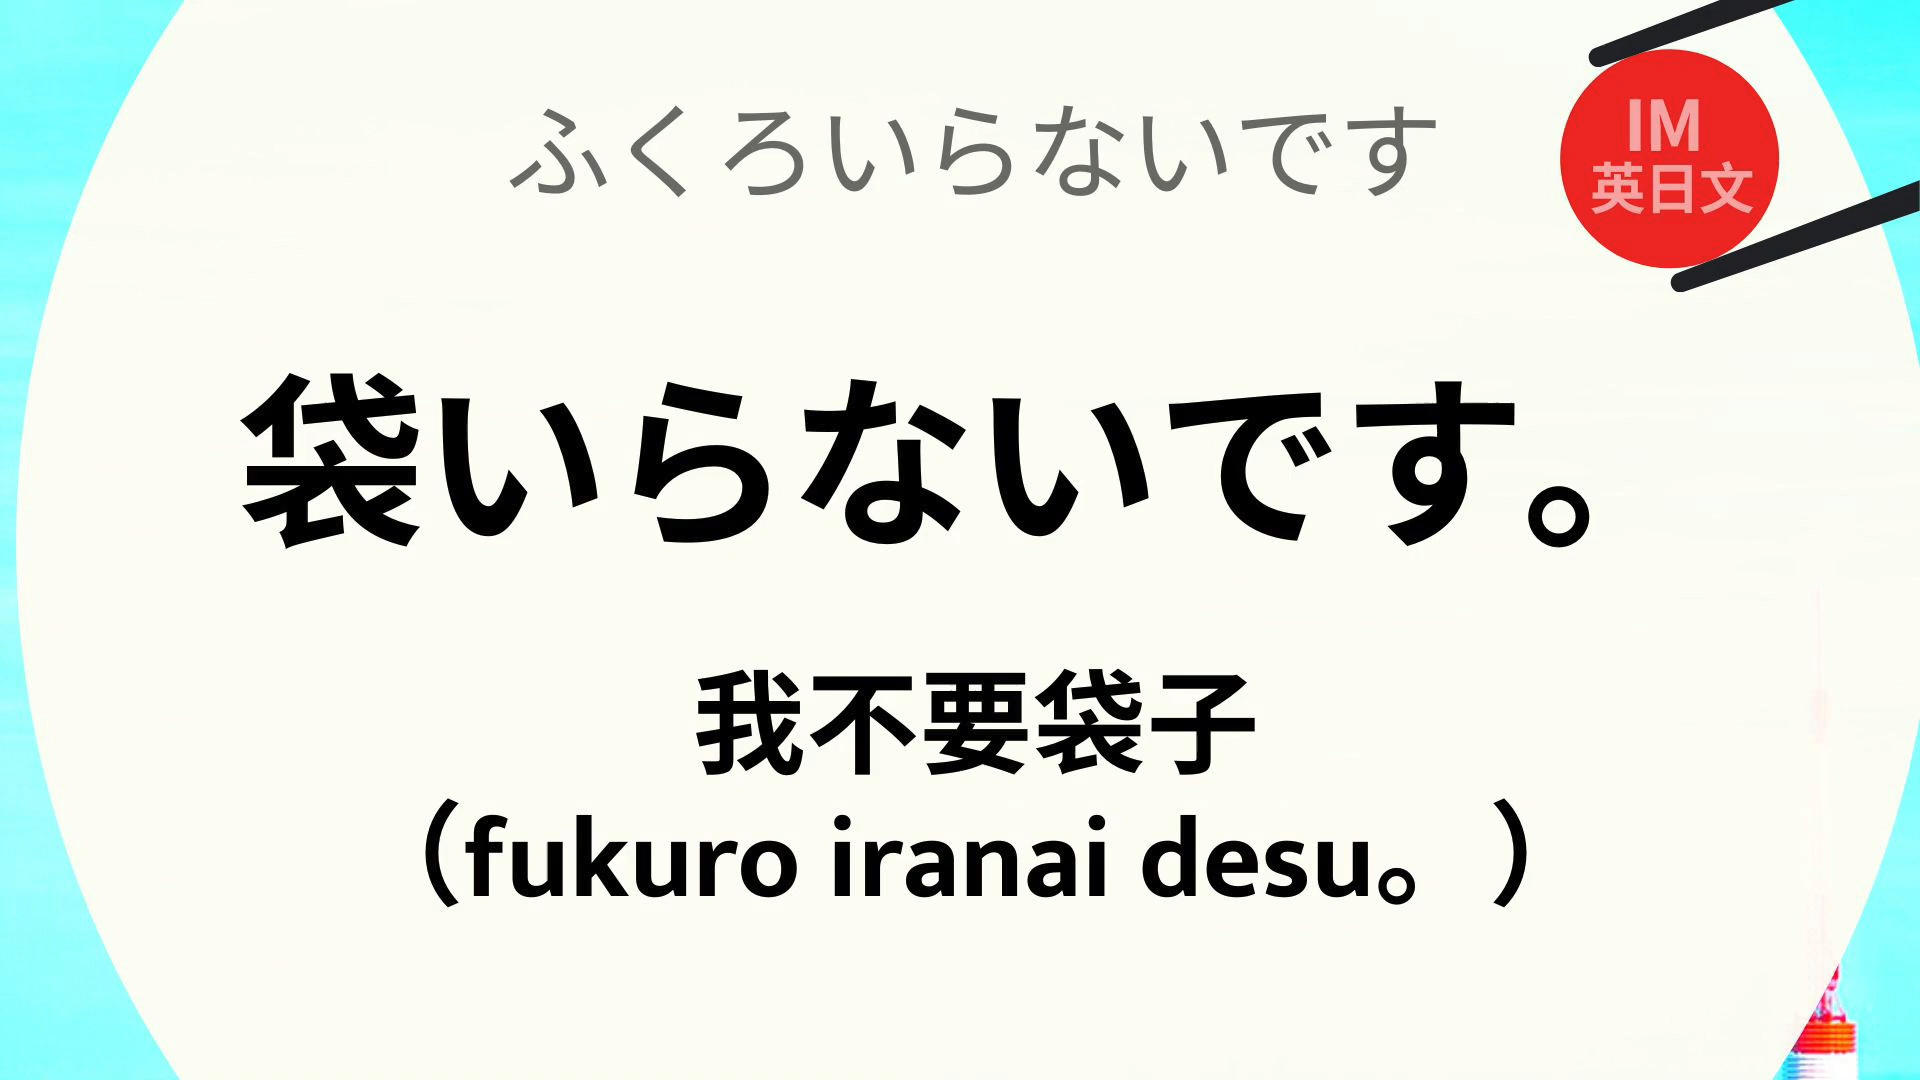 ふくろいらないです
IM
英日文
袋いらないです。
我不要袋子
（fukuro iranai desu。）